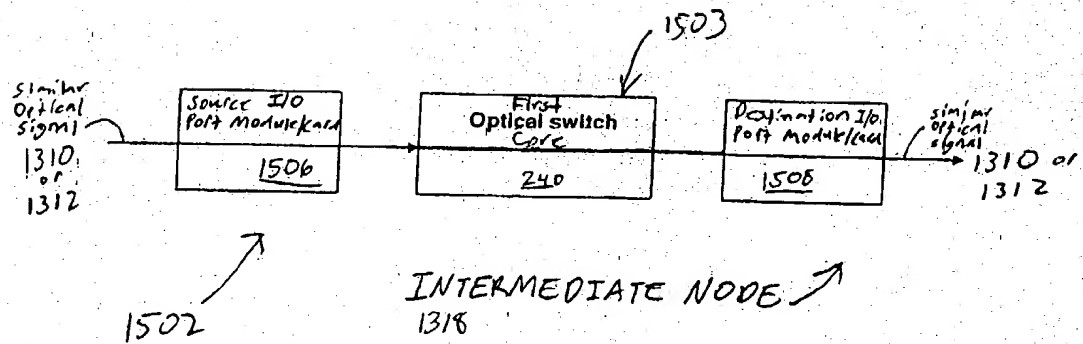 1503
similar
Optical
signal
1310
or
1312
Source I/O
Port Module/card
1506
First
Optical switch
Core
240
Destination I/O
Port Module/card
1508
similar
optical
signal
1310 or
1312
1502
INTERMEDIATE NODE
1318